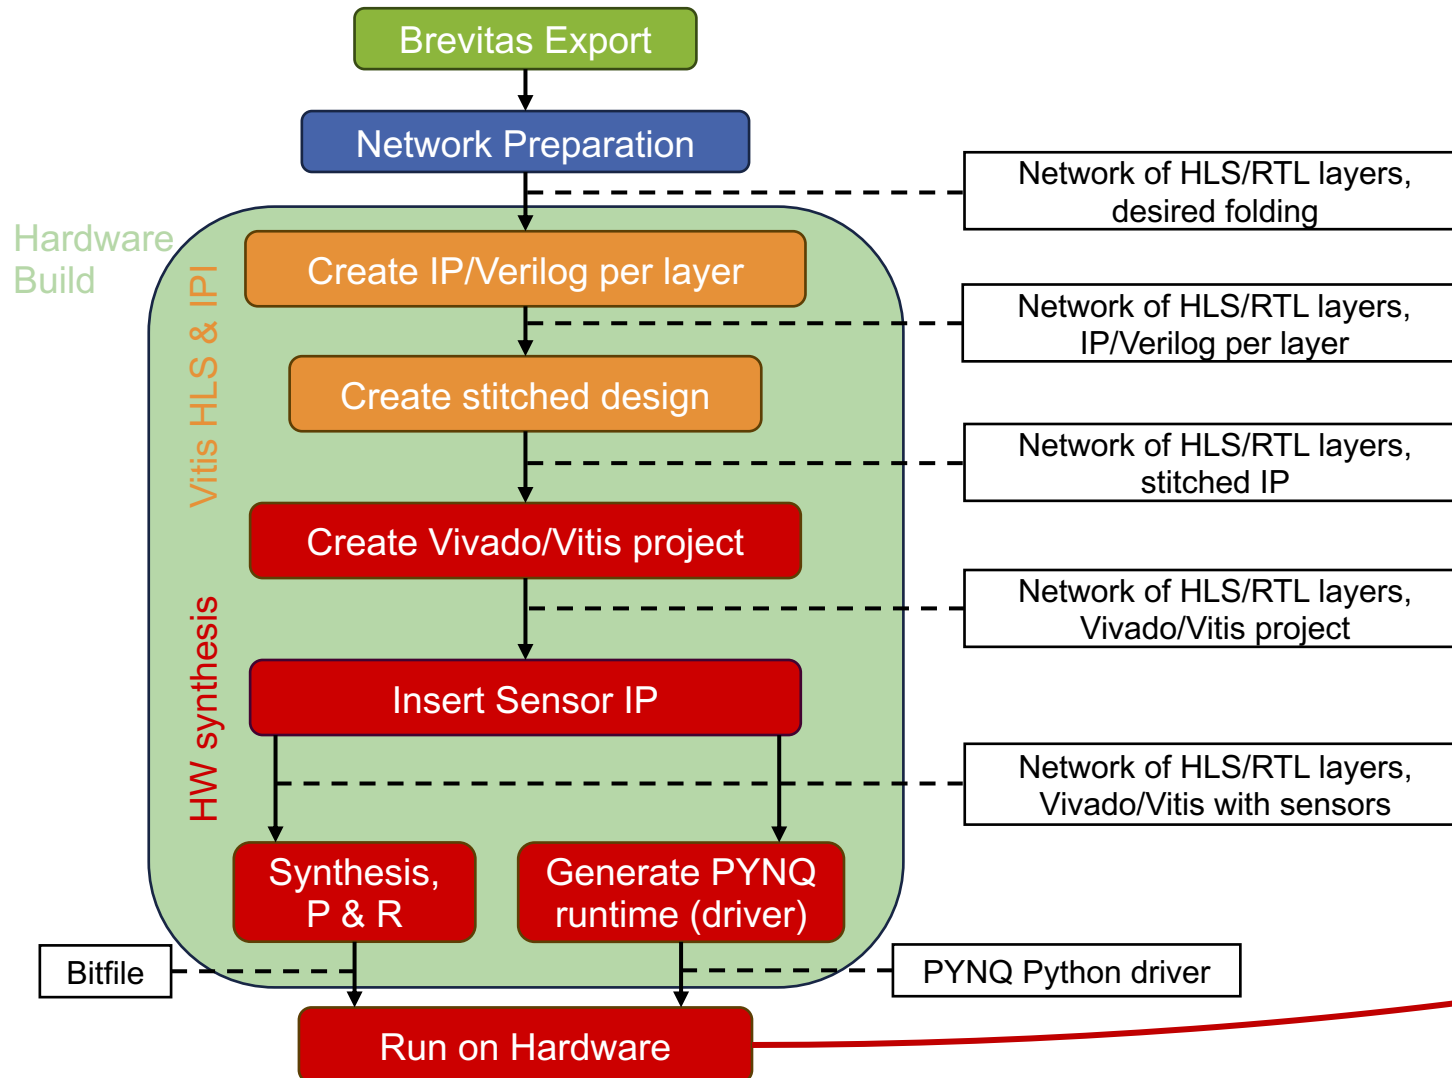 Brevitas Export
Network Preparation
Network of HLS/RTL layers,
desired folding
Hardware
Build
Vitis HLS & IPI
Create IP/Verilog per layer
Network of HLS/RTL layers,
IP/Verilog per layer
Create stitched design
Network of HLS/RTL layers,
stitched IP
Create Vivado/Vitis project
Network of HLS/RTL layers,
Vivado/Vitis project
HW synthesis
Insert Sensor IP
Network of HLS/RTL layers,
Vivado/Vitis with sensors
Synthesis,
P & R
Generate PYNQ
runtime (driver)
Bitfile
PYNQ Python driver
Run on Hardware